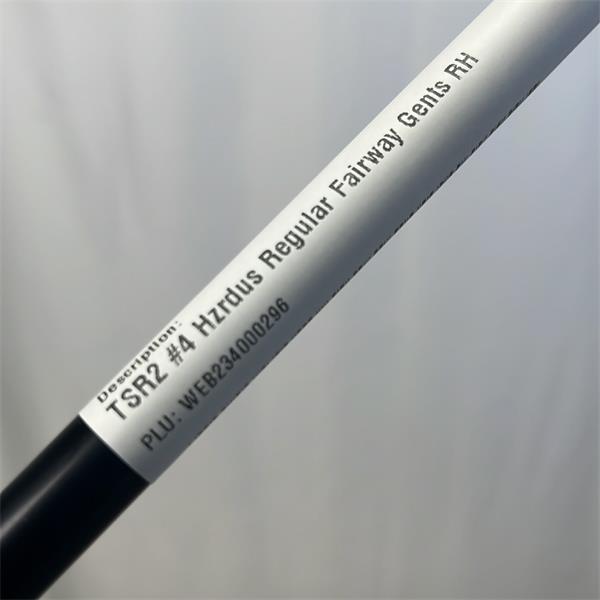 Description:
TSR2 #4 Hzrdus Regular Fairway Gents RH
PLU: WEB234000296